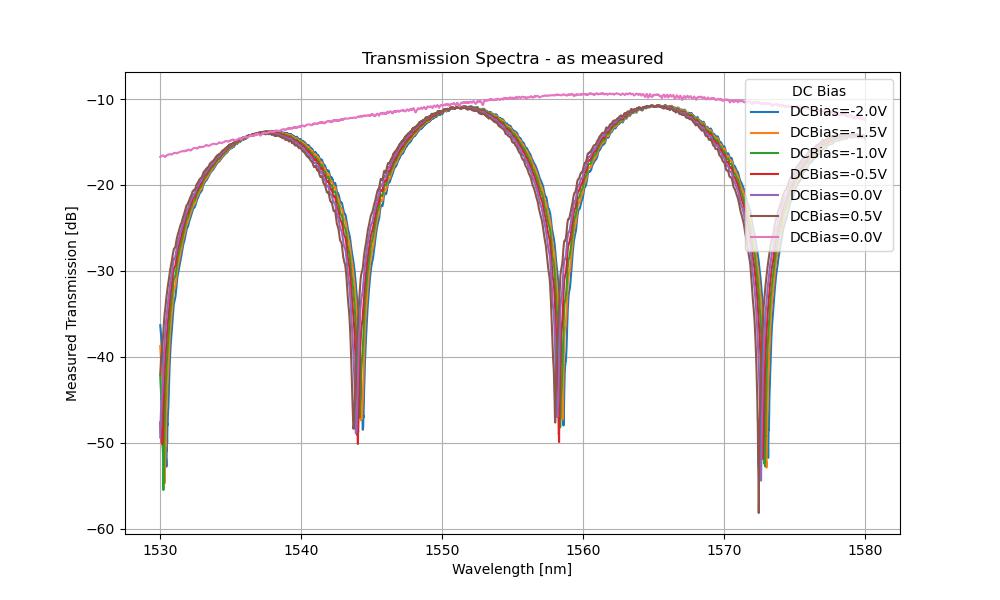 Transmission Spectra - as measured
DC Bias
DCBias=-2.0V
DCBias=-1.5V
DCBias=-1.0V
DCBias=-0.5V
DCBias=0.0V
DCBias=0.5V
DCBias=0.0V
Measured Transmission [dB]
−10
−20
−30
−40
−50
−60
1530 1540 1550 1560 1570 1580
Wavelength [nm]